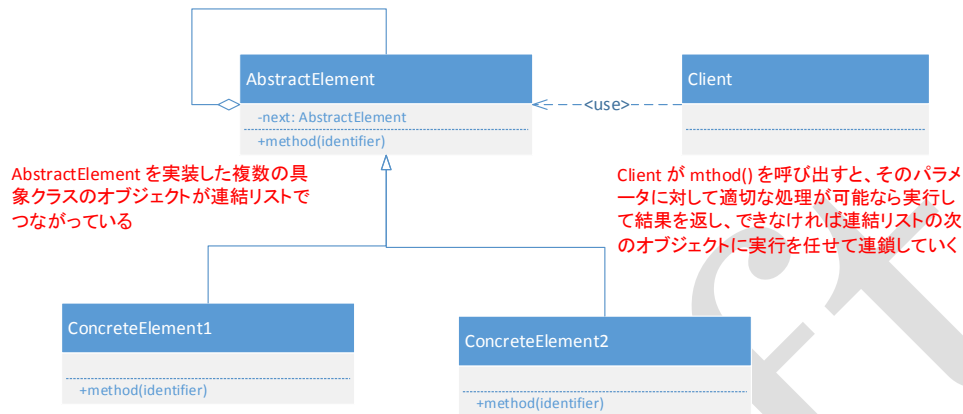 AbstractElement
-next: AbstractElement
+method(identifier)
Client
<use>
AbstractElement を実装した複数の具
象クラスのオブジェクトが連結リストで
つながっている
Client が mthod() を呼び出すと、そのパラメ
ータに対して適切な処理が可能なら実行し
て結果を返し、できなければ連結リストの次
のオブジェクトに実行を任せて連鎖していく
ConcreteElement1
+method(identifier)
ConcreteElement2
+method(identifier)